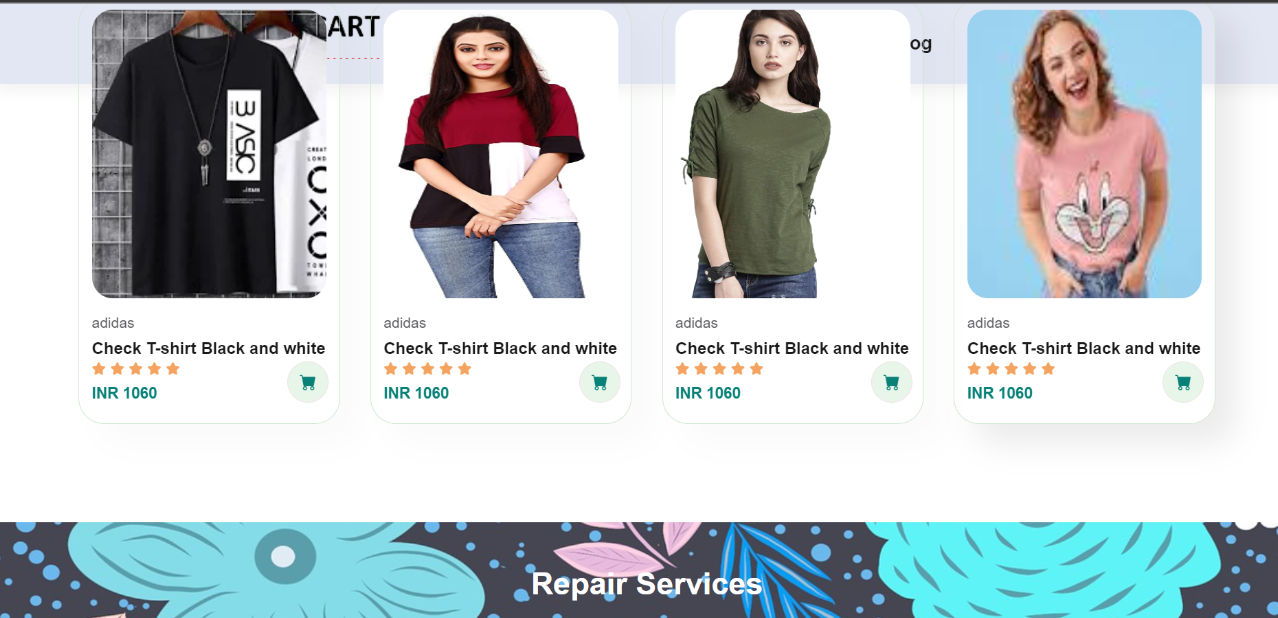 ART
og
BASIC
adidas
Check T-shirt Black and white
INR 1060
adidas
Check T-shirt Black and white
INR 1060
adidas
Check T-shirt Black and white
INR 1060
adidas
Check T-shirt Black and white
INR 1060
Repair Services